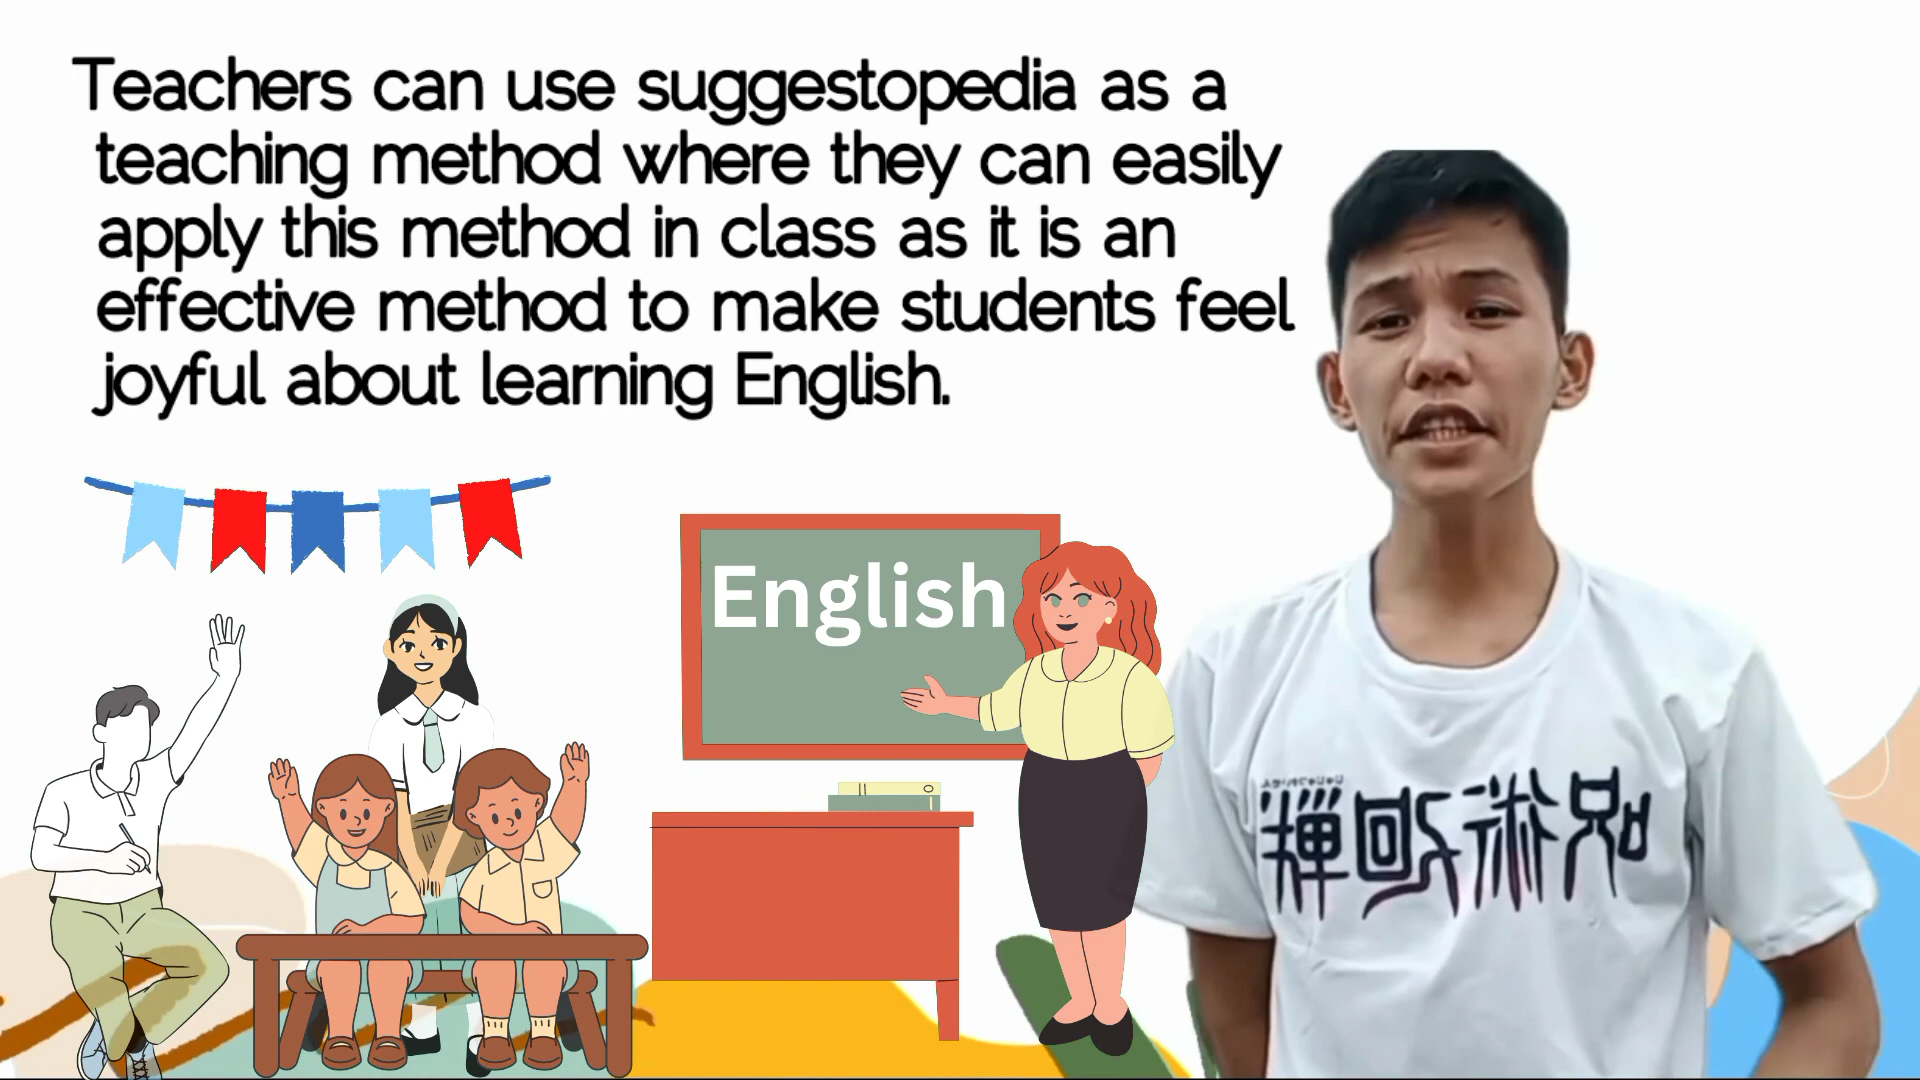 Teachers can use suggestopedia as a
teaching method where they can easily
apply this method in class as it is an
effective method to make students feel
joyful about learning English.
English